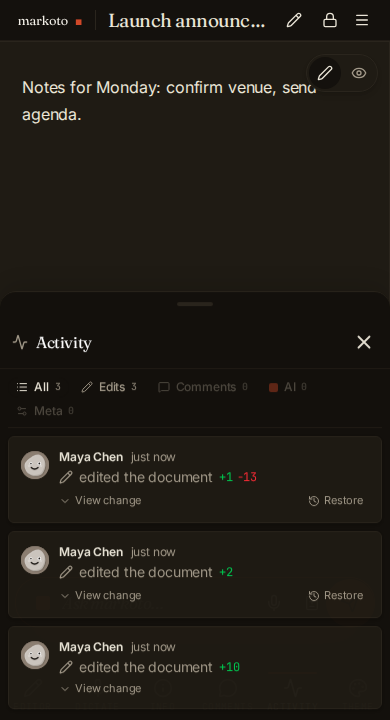 markoto
Launch announc...
Notes for Monday: confirm venue, send
agenda.
Activity
All 3 Edits 3 Comments 0 AI 0
Meta 0
Maya Chen just now
edited the document +1 -13
View change Restore
Maya Chen just now
edited the document +2
View change Restore
Maya Chen just now
edited the document +10
View change Restore